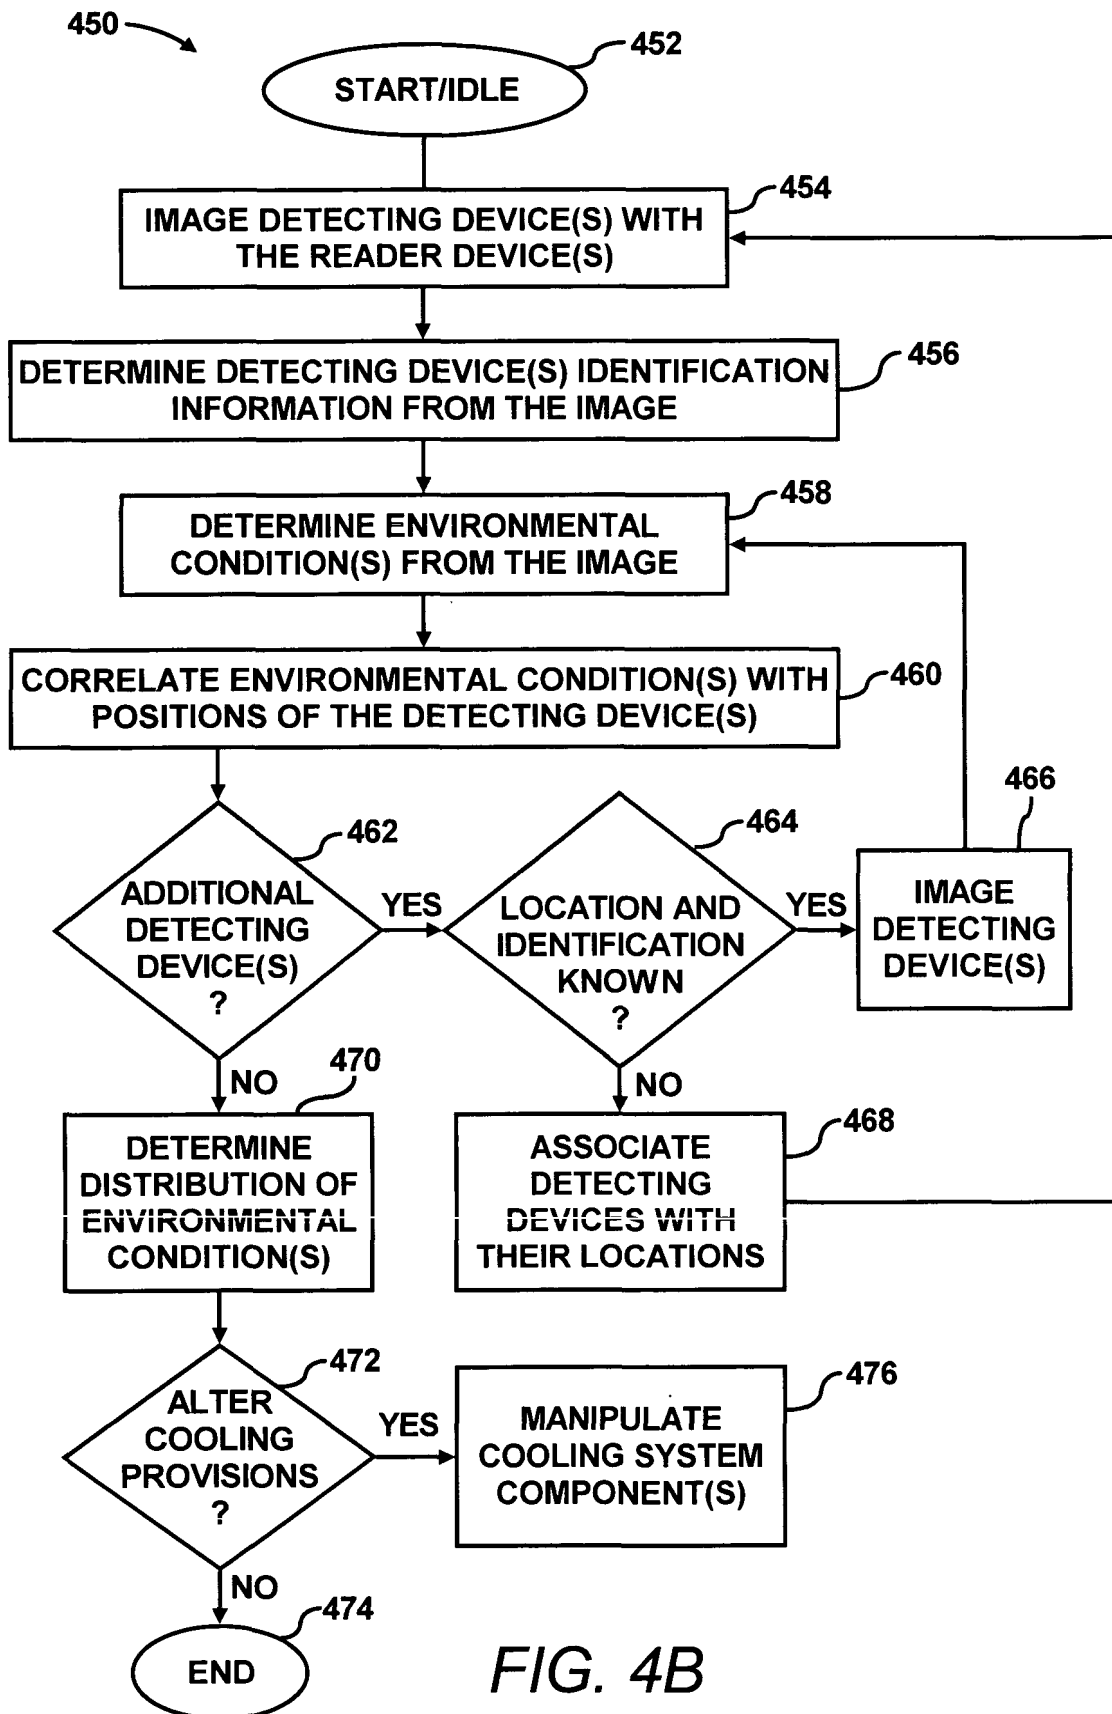 450
452
START/IDLE
454
IMAGE DETECTING DEVICE(S) WITH
THE READER DEVICE(S)
456
DETERMINE DETECTING DEVICE(S) IDENTIFICATION
INFORMATION FROM THE IMAGE
458
DETERMINE ENVIRONMENTAL
CONDITION(S) FROM THE IMAGE
460
CORRELATE ENVIRONMENTAL CONDITION(S) WITH
POSITIONS OF THE DETECTING DEVICE(S)
462
ADDITIONAL
DETECTING
DEVICE(S)
?
YES
464
LOCATION AND
IDENTIFICATION
KNOWN
?
YES
466
IMAGE
DETECTING
DEVICE(S)
NO
470
DETERMINE
DISTRIBUTION OF
ENVIRONMENTAL
CONDITION(S)
NO
468
ASSOCIATE
DETECTING
DEVICES WITH
THEIR LOCATIONS
472
ALTER
COOLING
PROVISIONS
?
YES
476
MANIPULATE
COOLING SYSTEM
COMPONENT(S)
NO
474
END
FIG. 4B